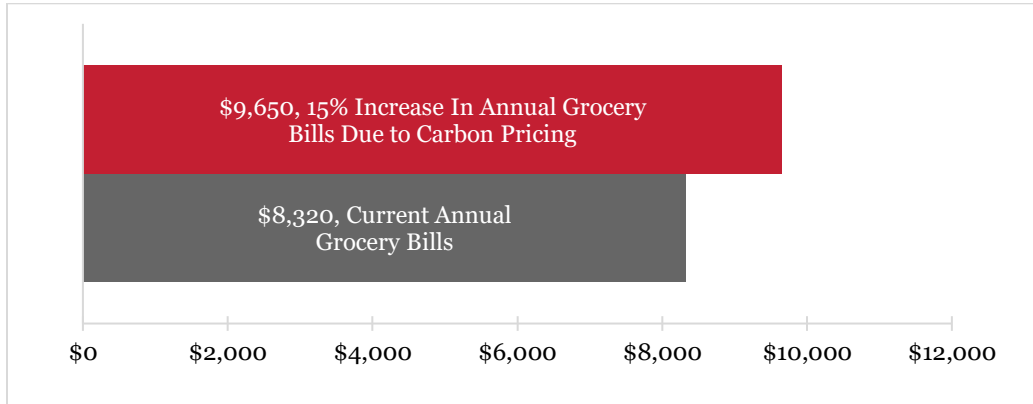 $9,650, 15% Increase In Annual Grocery
Bills Due to Carbon Pricing
$8,320, Current Annual
Grocery Bills
$0 $2,000 $4,000 $6,000 $8,000 $10,000 $12,000